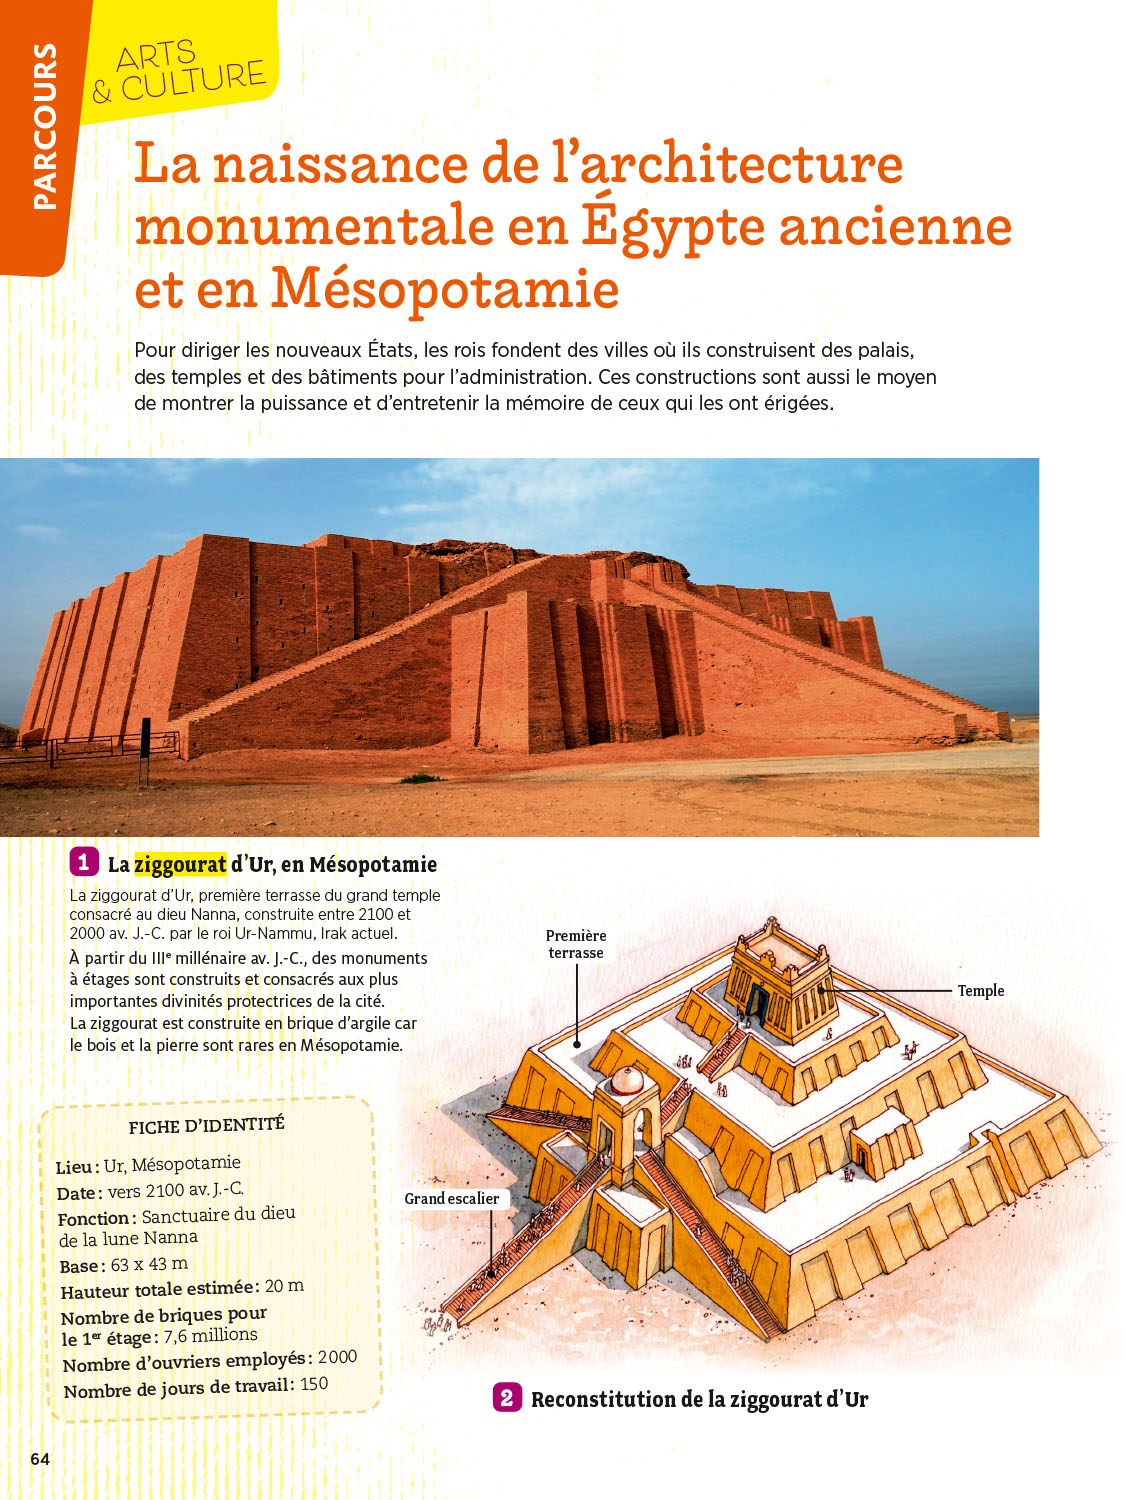 PARCOURS
ARTS
& CULTURE
La naissance de l’architecture
monumentale en Égypte ancienne
et en Mésopotamie
Pour diriger les nouveaux États, les rois fondent des villes où ils construisent des palais,
des temples et des bâtiments pour l’administration. Ces constructions sont aussi le moyen
de montrer la puissance et d’entretenir la mémoire de ceux qui les ont érigées.
1 La ziggourat d’Ur, en Mésopotamie
La ziggourat d’Ur, première terrasse du grand temple
consacré au dieu Nanna, construite entre 2100 et
2000 av. J.-C. par le roi Ur-Nammu, Irak actuel.
À partir du IIIe millénaire av. J.-C., des monuments
à étages sont construits et consacrés aux plus
importantes divinités protectrices de la cité.
La ziggourat est construite en brique d'argile car
le bois et la pierre sont rares en Mésopotamie.
FICHE D’IDENTITÉ
Lieu : Ur, Mésopotamie
Date : vers 2100 av. J.-C.
Fonction : Sanctuaire du dieu
de la lune Nanna
Base : 63 x 43 m
Hauteur totale estimée : 20 m
Nombre de briques pour
le 1er étage : 7,6 millions
Nombre d’ouvriers employés : 2 000
Nombre de jours de travail : 150
Première
terrasse
Temple
Grand escalier
2 Reconstitution de la ziggourat d’Ur
64